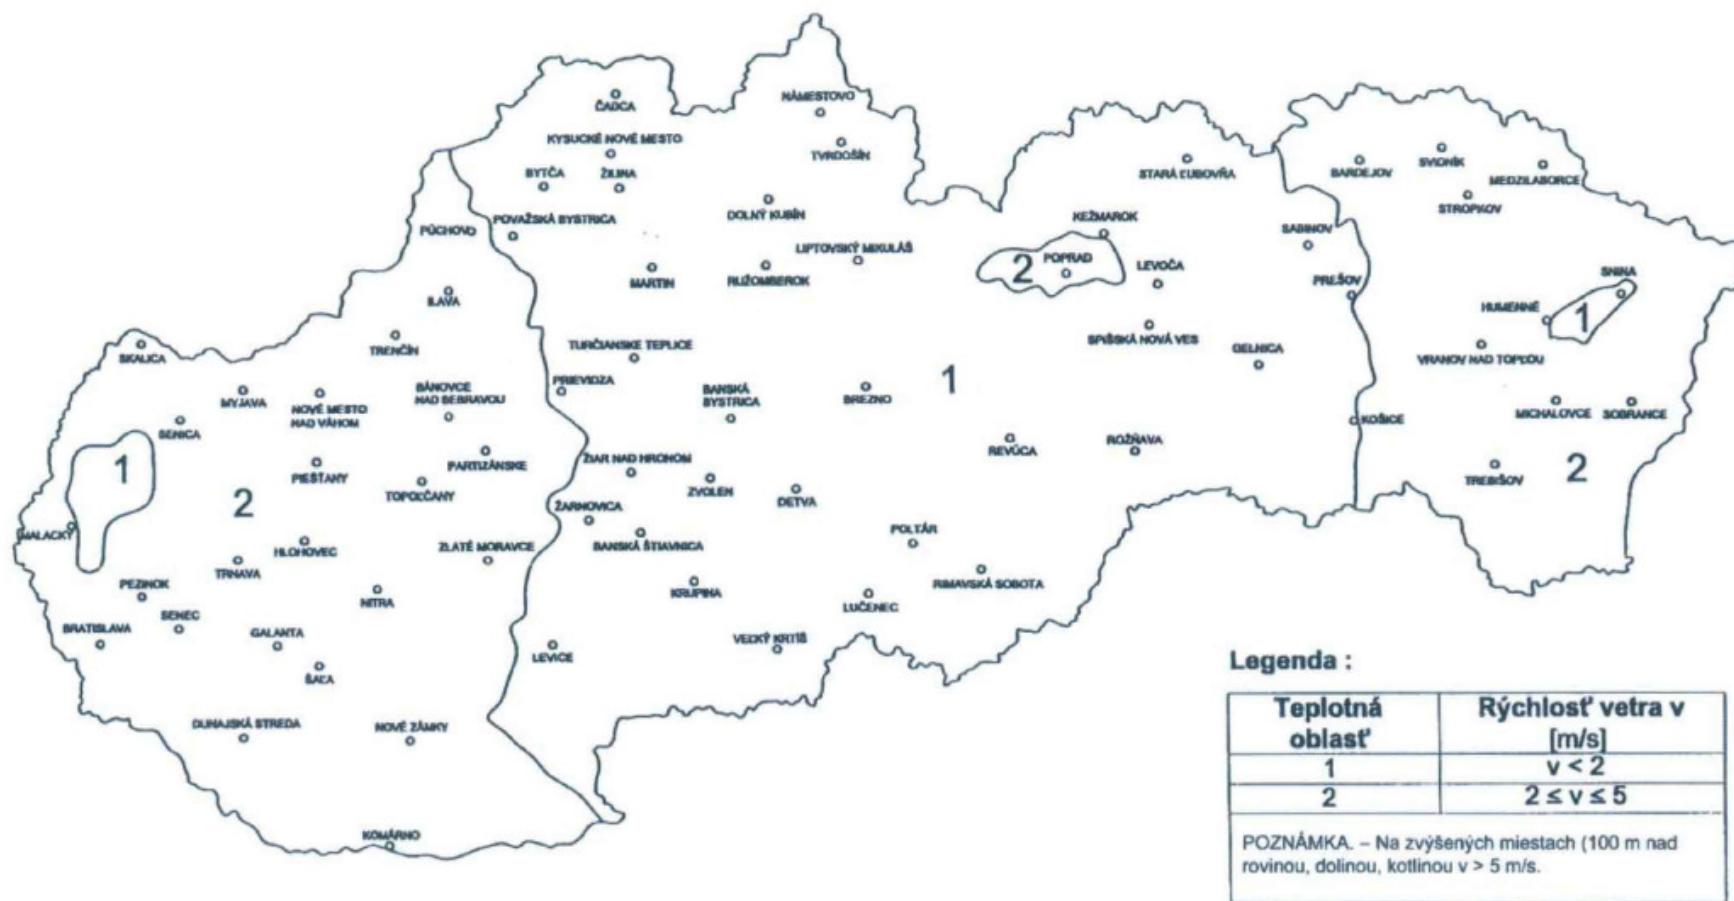 ČADCA
NÁMESTOVO
KYSUCKÉ NOVÉ MESTO
TVRDOŠÍN
SVIDNÍK
BARDEJOV
MEDZILABORCE
STARÁ ĽUBOVŇA
BYTČA
ŽILINA
STROPKOV
DOLNÝ KUBÍN
POVAŽSKÁ BYSTRICA
KEŽMAROK
PÚCHOVO
SABINOV
LIPTOVSKÝ MIKULÁŠ
POPRAD
2
LEVOČA
MARTIN
RUŽOMBEROK
PREŠOV
SNINA
ILAVA
HUMENNÉ
1
SKALICA
TRENČÍN
TURČIANSKE TEPLICE
SPIŠSKÁ NOVÁ VES
VRANOV NAD TOPĽOU
GELNICA
PRIEVIDZA
1
MYJAVA
NOVÉ MESTO
NAD VÁHOM
BÁNOVCE
NAD BEBRAVOU
BANSKÁ
BYSTRICA
BREZNO
MICHALOVCE
SOBRANCE
SENICA
KOŠICE
1
PIEŠŤANY
PARTIZÁNSKE
ŽIAR NAD HRONOM
REVÚCA
ROŽŇAVA
2
TREBIŠOV
2
TOPOĽČANY
ZVOLEN
DETVA
ŽARNOVICA
MALACKY
HLOHOVEC
ZLATÉ MORAVCE
BANSKÁ ŠTIAVNICA
POLTÁR
TRNAVA
PEZINOK
NITRA
KRUPINA
RIMAVSKÁ SOBOTA
LUČENEC
SENEC
BRATISLAVA
GALANTA
LEVICE
VEĽKÝ KRTÍŠ
ŠAĽA
DUNAJSKÁ STREDA
NOVÉ ZÁMKY
KOMÁRNO
Legenda :
Teplotná
oblasť
Rýchlosť vetra v
[m/s]
1
v < 2
2
2 ≤ v ≤ 5
POZNÁMKA. – Na zvýšených miestach (100 m nad
rovinou, dolinou, kotlinou v > 5 m/s.